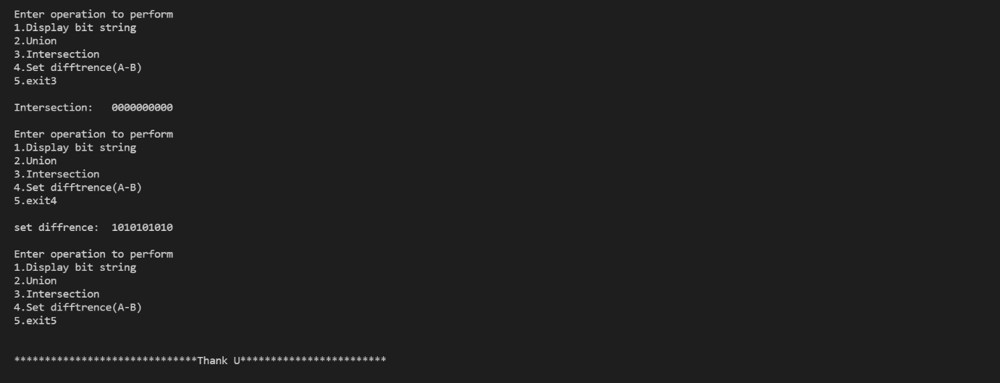 Enter operation to perform
1.Display bit string
2.Union
3.Intersection
4.Set difftrence(A-B)
5.exit3
Intersection:   0000000000
Enter operation to perform
1.Display bit string
2.Union
3.Intersection
4.Set difftrence(A-B)
5.exit4
set diffrence:  1010101010
Enter operation to perform
1.Display bit string
2.Union
3.Intersection
4.Set difftrence(A-B)
5.exit5
******************************Thank U************************